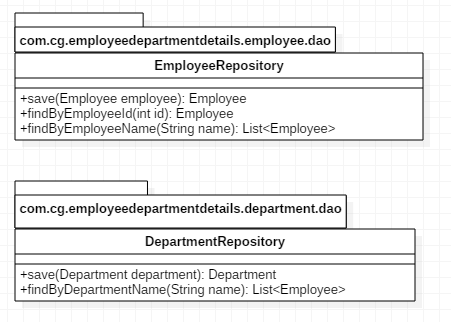 com.cg.employeedepartmentdetails.employee.dao
EmployeeRepository
+save(Employee employee): Employee
+findByEmployeeId(int id): Employee
+findByEmployeeName(String name): List<Employee>
com.cg.employeedepartmentdetails.department.dao
DepartmentRepository
+save(Department department): Department
+findByDepartmentName(String name): List<Employee>